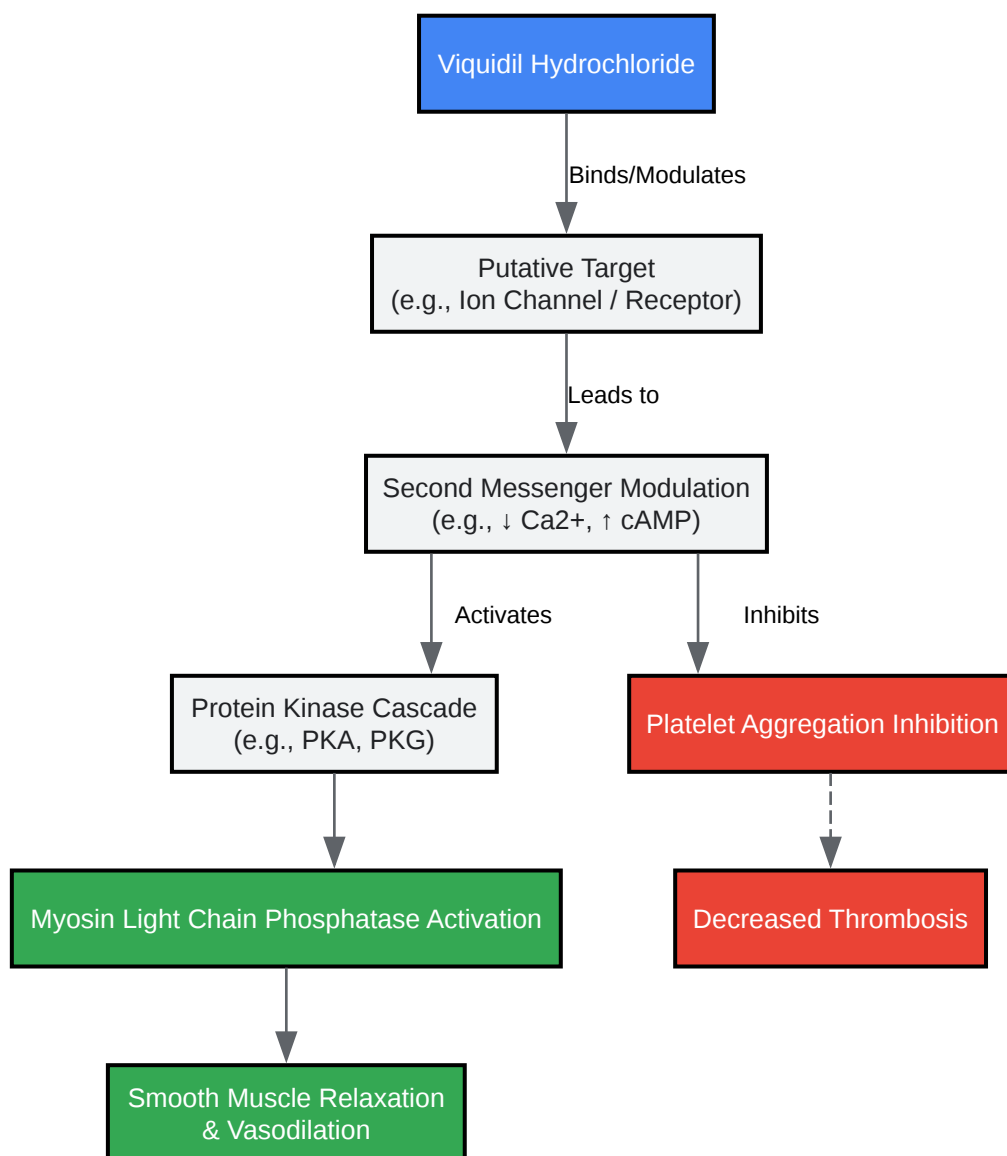 Viquidil Hydrochloride
Binds/Modulates
Putative Target
(e.g., Ion Channel / Receptor)
Leads to
Second Messenger Modulation
(e.g., ↓ Ca2+, ↑ cAMP)
Activates
Inhibits
Protein Kinase Cascade
(e.g., PKA, PKG)
Platelet Aggregation Inhibition
Myosin Light Chain Phosphatase Activation
Decreased Thrombosis
Smooth Muscle Relaxation
& Vasodilation